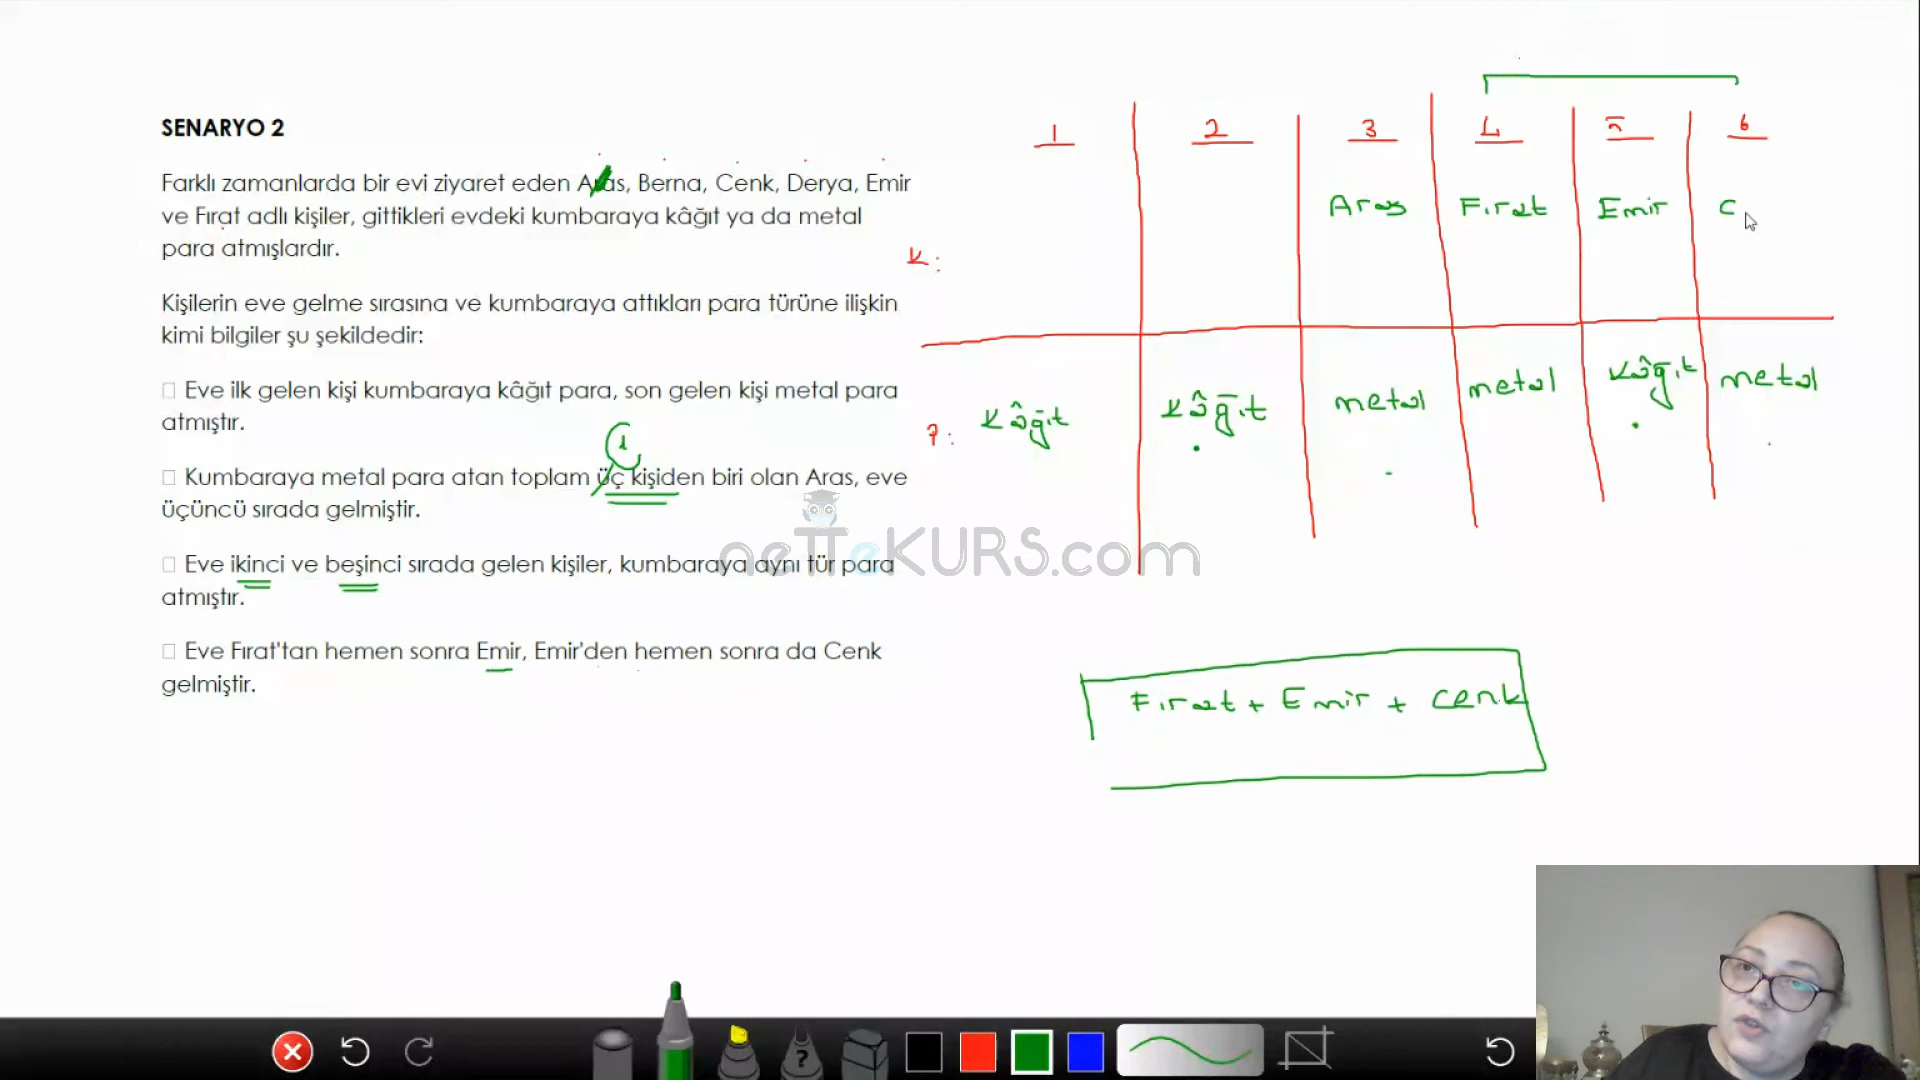 SENARYO 2
Farklı zamanlarda bir evi ziyaret eden Aras, Berna, Cenk, Derya, Emir
ve Fırat adlı kişiler, gittikleri evdeki kumbaraya kâğıt ya da metal
para atmışlardır.
Kişilerin eve gelme sırasına ve kumbaraya attıkları para türüne ilişkin
kimi bilgiler şu şekildedir:
Eve ilk gelen kişi kumbaraya kâğıt para, son gelen kişi metal para
atmıştır.
1
Kumbaraya metal para atan toplam üç kişiden biri olan Aras, eve
üçüncü sırada gelmiştir.
Eve ikinci ve beşinci sırada gelen kişiler, kumbaraya aynı tür para
atmıştır.
Eve Fırat'tan hemen sonra Emir, Emir'den hemen sonra da Cenk
gelmiştir.
1 2 3 4 5 6
K: Aras Fırat Emir C
P: Kâğıt Kâğıt metal metal Kâğıt metal
netteKURS.com
Fırat + Emir + Cenk
?